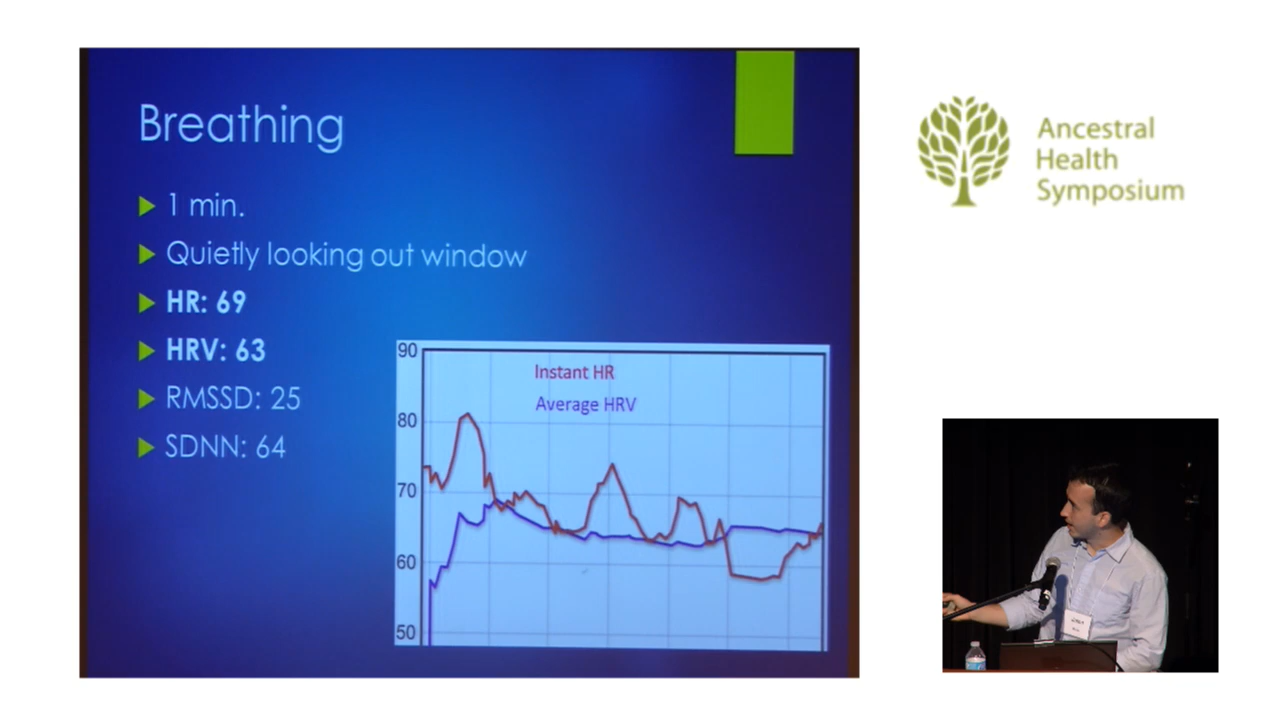 Breathing
1 min.
Quietly looking out window
HR: 69
HRV: 63
RMSSD: 25
SDNN: 64
90
80
70
60
50
Instant HR
Average HRV
Ancestral
Health
Symposium